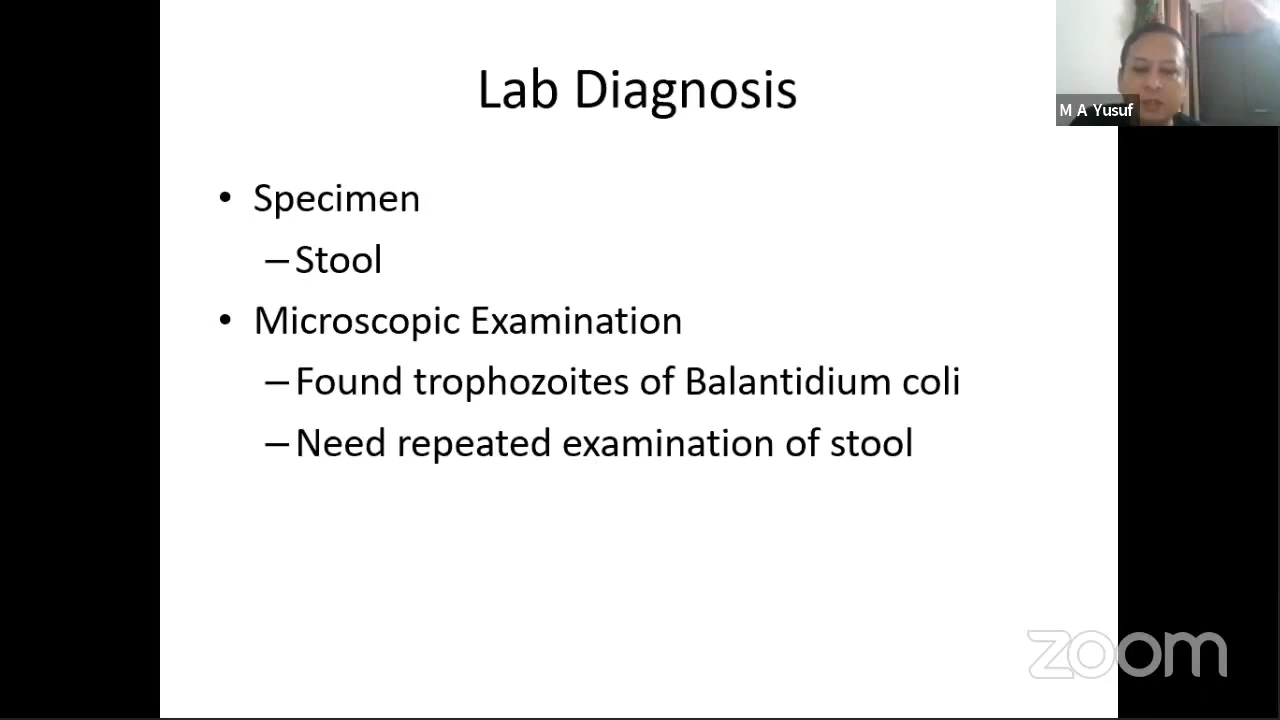 Lab Diagnosis
M A Yusuf
• Specimen
– Stool
• Microscopic Examination
– Found trophozoites of Balantidium coli
– Need repeated examination of stool
zoom